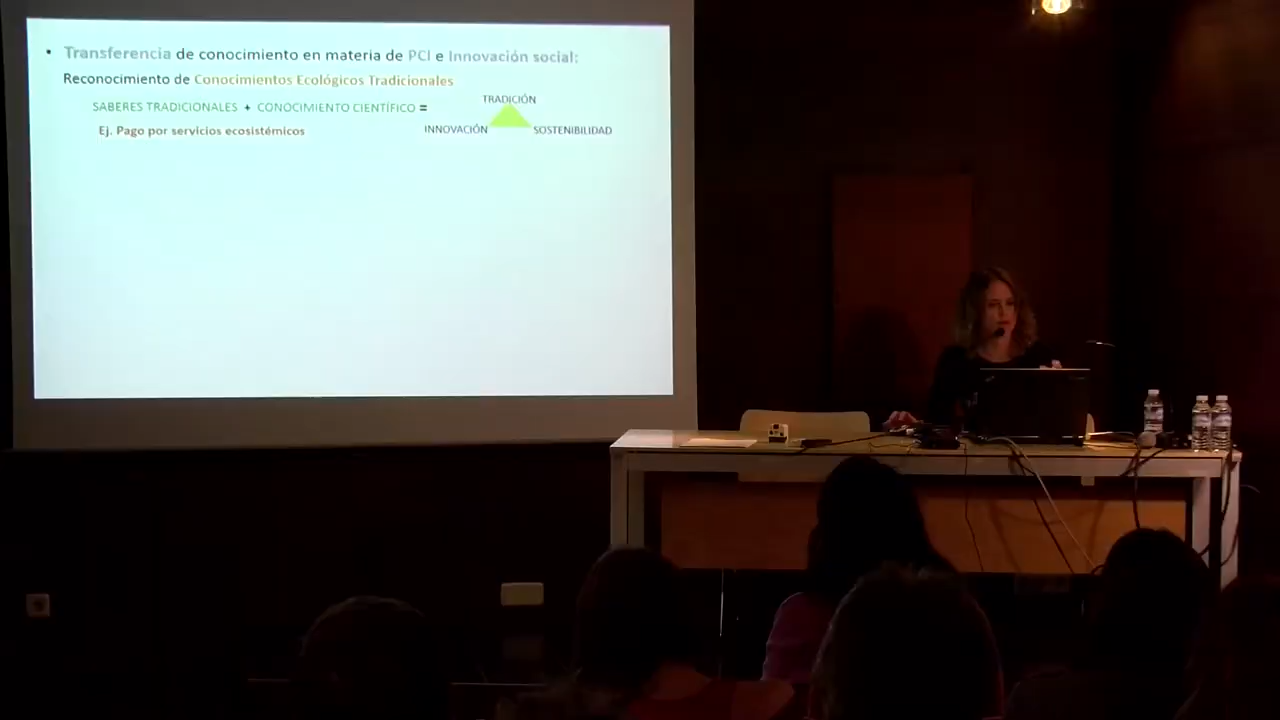 • Transferencia de conocimiento en materia de PCI e Innovación social:
Reconocimiento de Conocimientos Ecológicos Tradicionales
SABERES TRADICIONALES + CONOCIMIENTO CIENTÍFICO =
TRADICIÓN
INNOVACIÓN
SOSTENIBILIDAD
Ej. Pago por servicios ecosistémicos